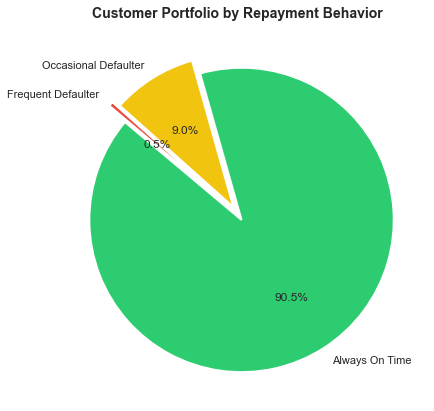 Customer Portfolio by Repayment Behavior
Occasional Defaulter
Frequent Defaulter
9.0%
0.5%
90.5%
Always On Time